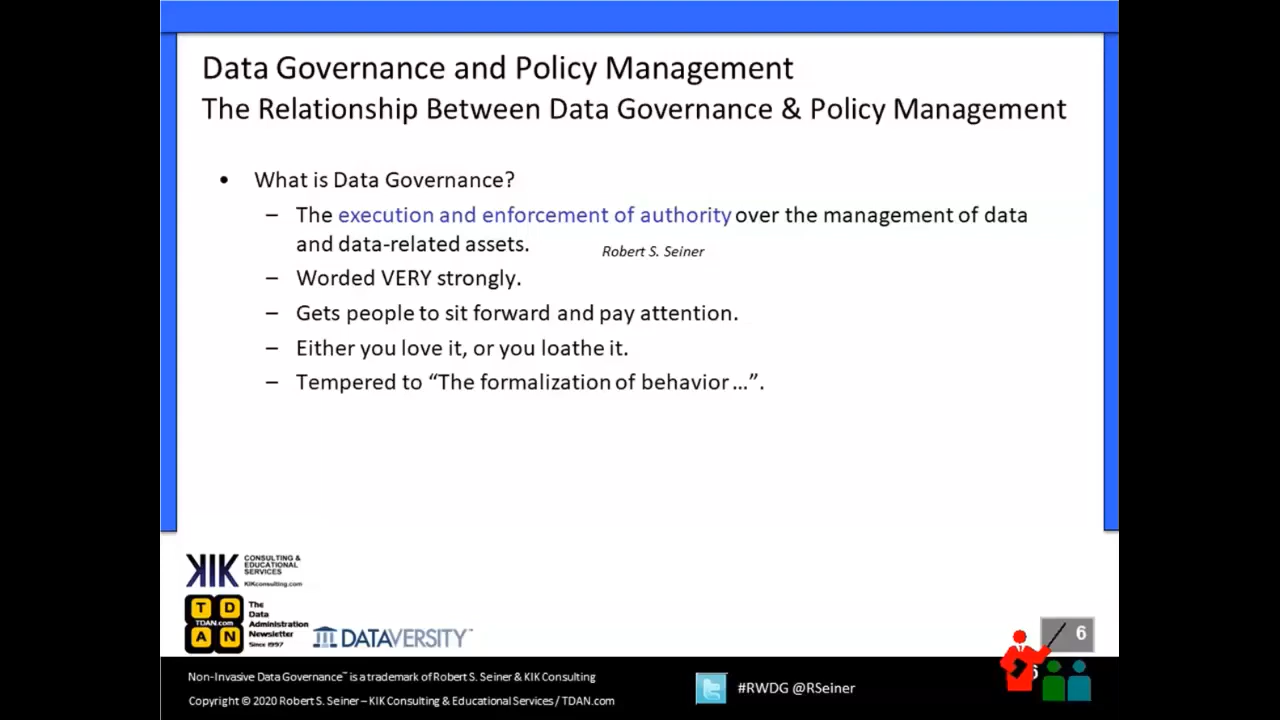 Data Governance and Policy Management
The Relationship Between Data Governance & Policy Management
• What is Data Governance?
– The execution and enforcement of authority over the management of data
and data-related assets.
Robert S. Seiner
– Worded VERY strongly.
– Gets people to sit forward and pay attention.
– Either you love it, or you loathe it.
– Tempered to “The formalization of behavior ...”.
KIK CONSULTING &
EDUCATIONAL
SERVICES
KIKconsulting.com
T D
TDAN.com
A N
The
Data
Administration
Newsletter
Since 1997
DATAVERSITY™
6
6
Non-Invasive Data Governance™ is a trademark of Robert S. Seiner & KIK Consulting
#RWDG @RSeiner
Copyright © 2020 Robert S. Seiner – KIK Consulting & Educational Services / TDAN.com